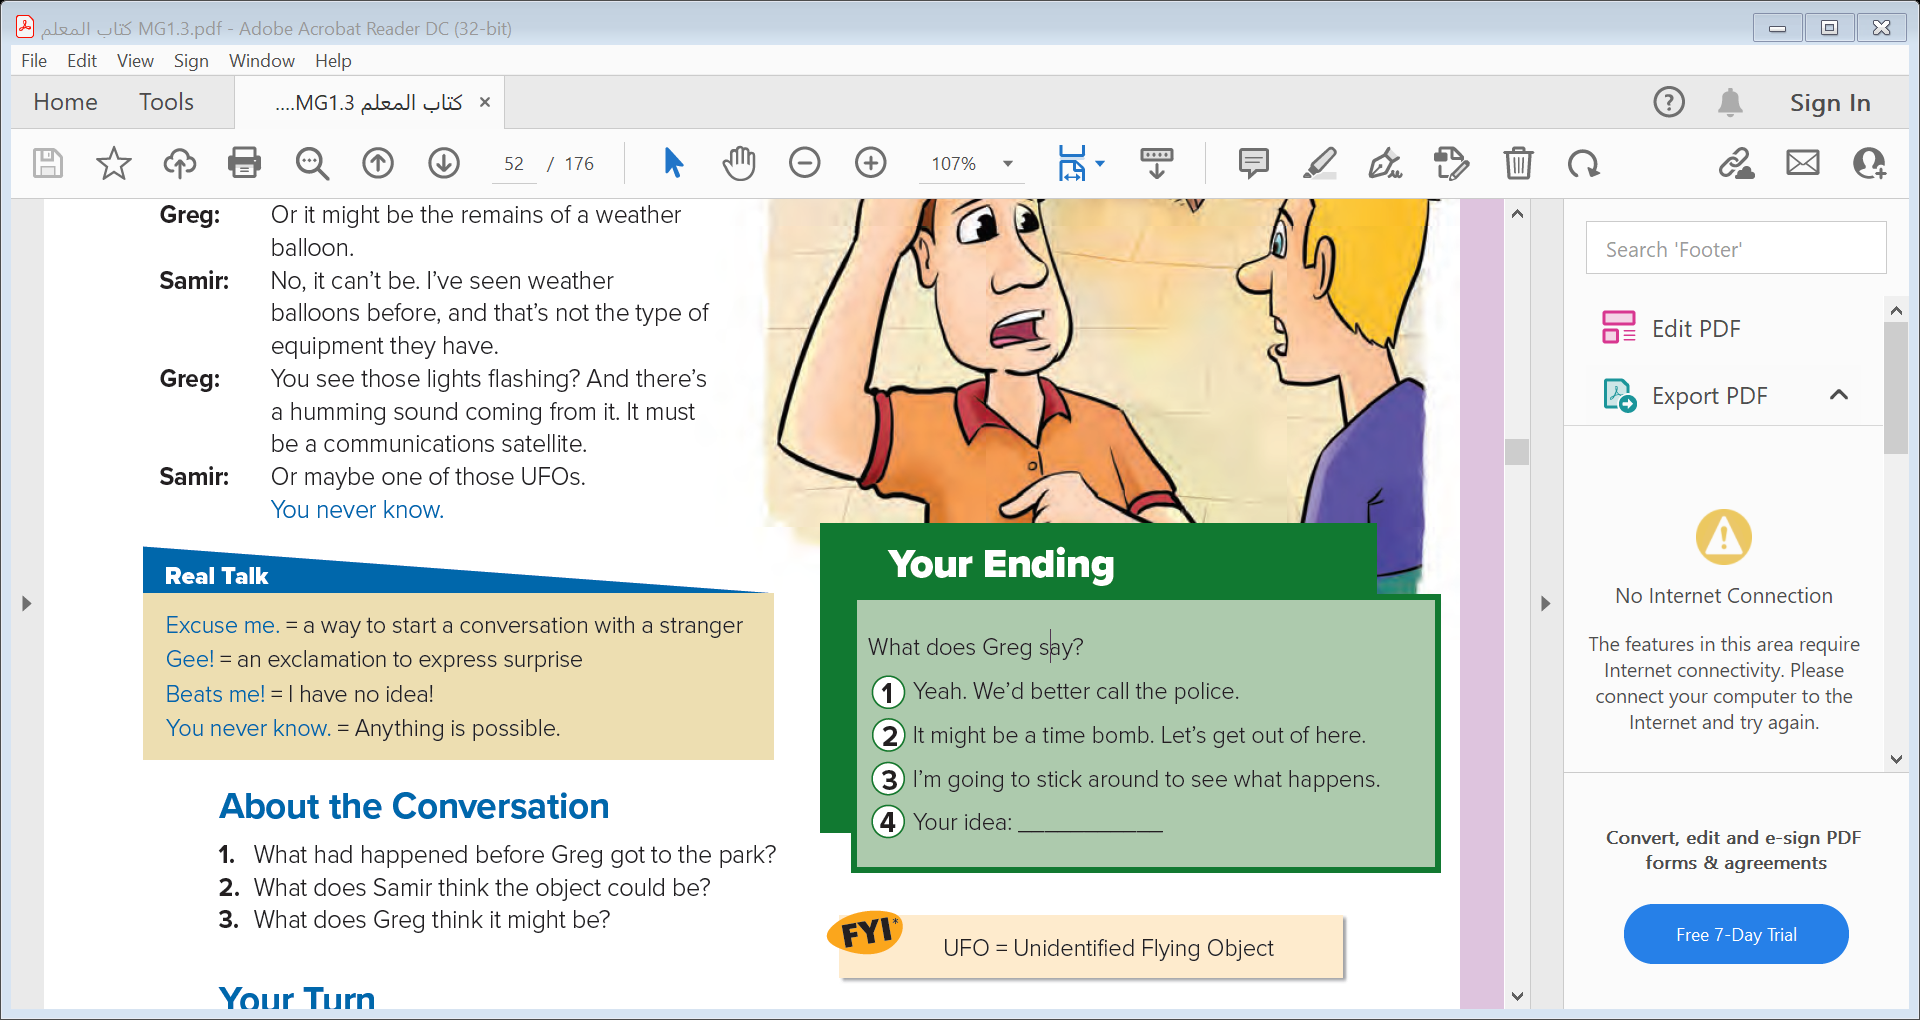 كتاب المعلم MG1.3.pdf - Adobe Acrobat Reader DC (32-bit)
File Edit View Sign Window Help
Home Tools كتاب المعلم MG1.3.... × Sign In
52 / 176 107%
Greg: Or it might be the remains of a weather
balloon.
Samir: No, it can't be. I've seen weather
balloons before, and that's not the type of
equipment they have.
Greg: You see those lights flashing? And there's
a humming sound coming from it. It must
be a communications satellite.
Samir: Or maybe one of those UFOs.
You never know.
Real Talk
Excuse me. = a way to start a conversation with a stranger
Gee! = an exclamation to express surprise
Beats me! = I have no idea!
You never know. = Anything is possible.
About the Conversation
1. What had happened before Greg got to the park?
2. What does Samir think the object could be?
3. What does Greg think it might be?
Your Turn
Your Ending
What does Greg say?
1 Yeah. We'd better call the police.
2 It might be a time bomb. Let's get out of here.
3 I'm going to stick around to see what happens.
4 Your idea: ____________
FYI*
UFO = Unidentified Flying Object
Search 'Footer'
Edit PDF
Export PDF
No Internet Connection
The features in this area require
Internet connectivity. Please
connect your computer to the
Internet and try again.
Convert, edit and e-sign PDF
forms & agreements
Free 7-Day Trial